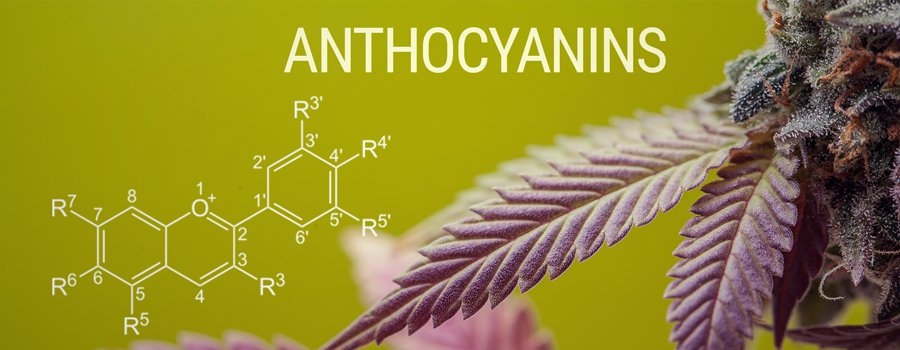 ANTHOCYANINS
R3'
3'
2'
4'
R4'
R7
8
1
O+
1'
7
5'
R5'
2
6'
R6
6
3
5
4
R3
R5